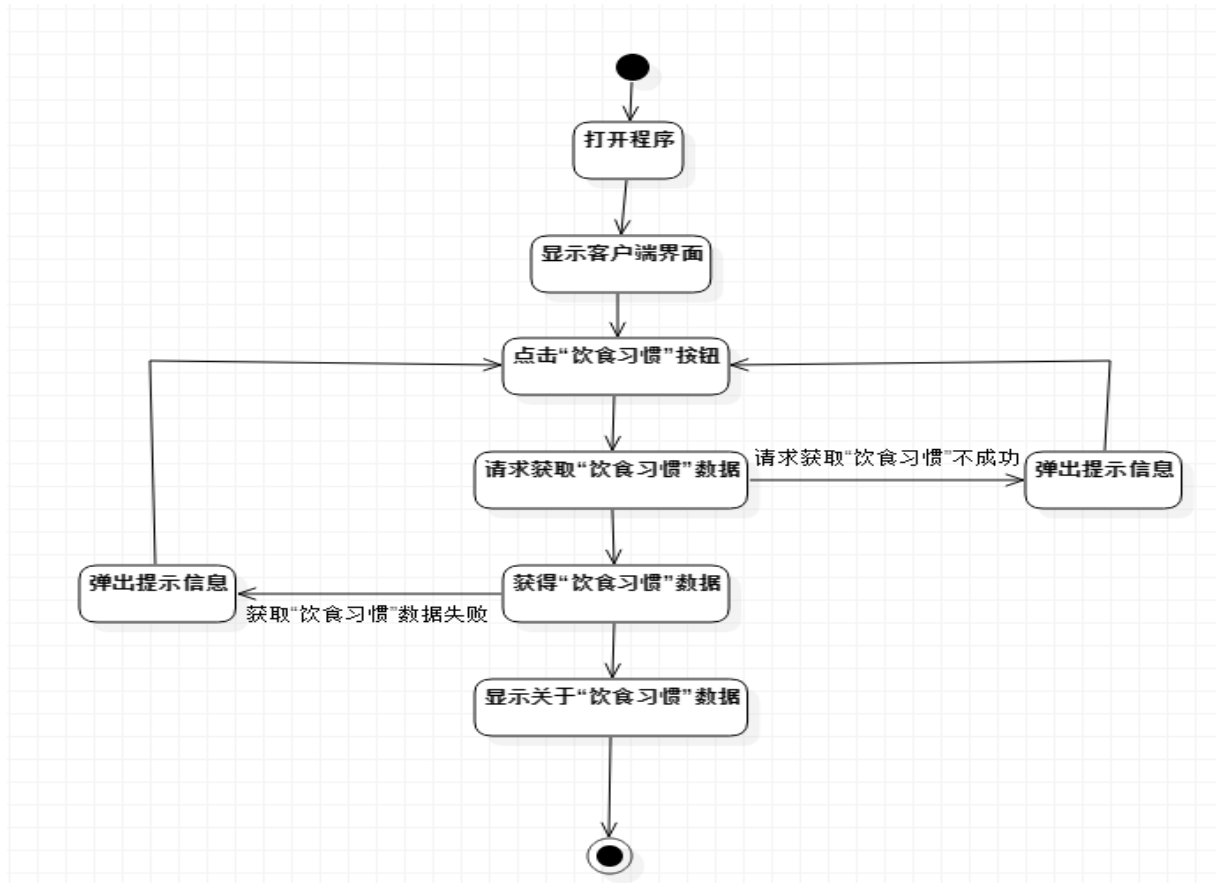 打开程序
显示客户端界面
点击“饮食习惯”按钮
请求获取“饮食习惯”数据
请求获取“饮食习惯”不成功
弹出提示信息
弹出提示信息
获取“饮食习惯”数据失败
获得“饮食习惯”数据
显示关于“饮食习惯”数据